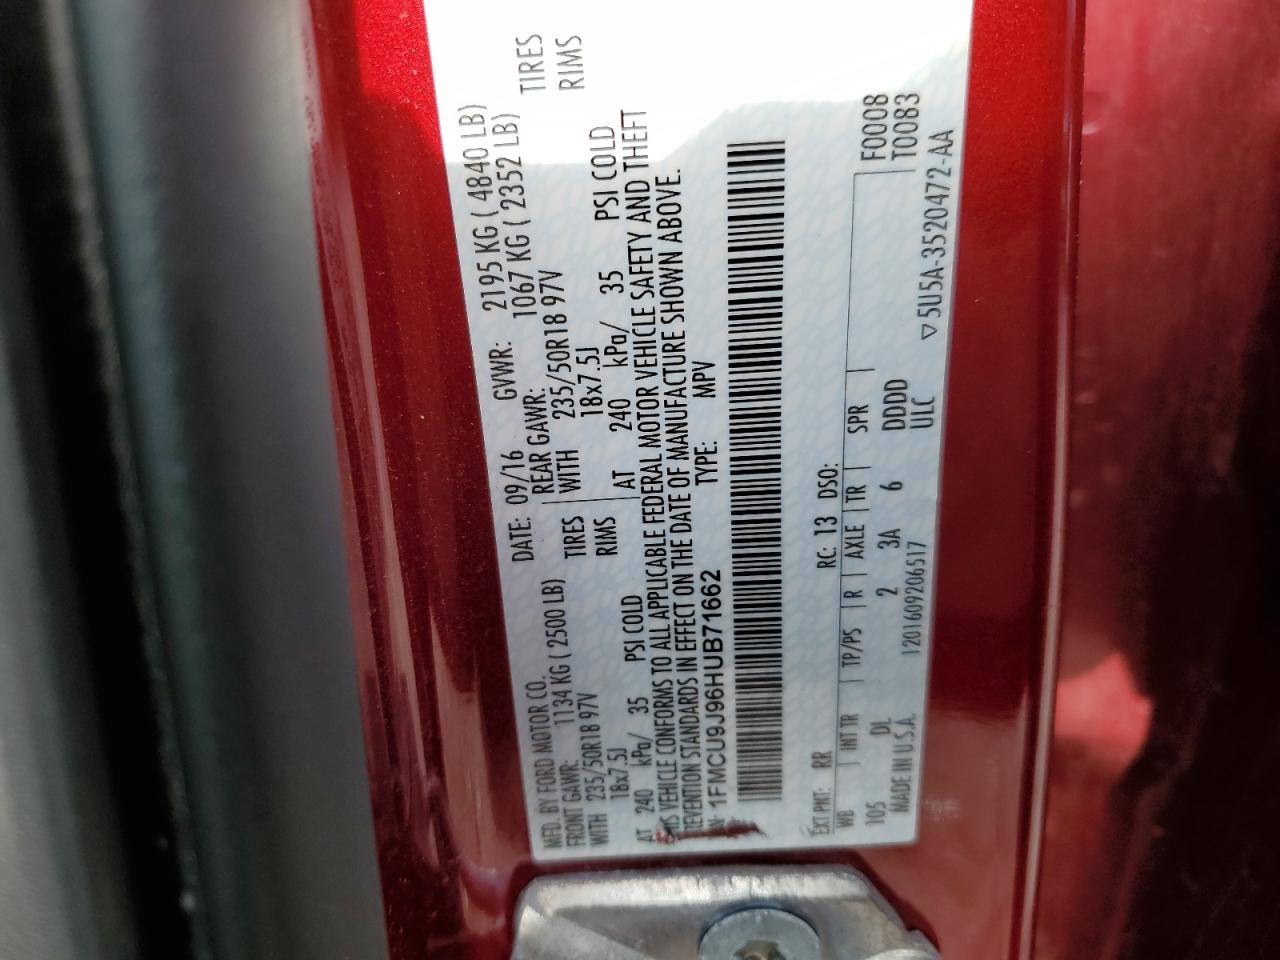 MFD. BY FORD MOTOR CO. DATE: 09/16 GVWR: 2195 KG ( 4840 LB)
FRONT GAWR: 1134 KG ( 2500 LB) REAR GAWR: 1067 KG ( 2352 LB)
WITH 235/50R18 97V TIRES WITH 235/50R18 97V TIRES
18x7.5J RIMS 18x7.5J RIMS
AT 240 kPa/ 35 PSI COLD AT 240 kPa/ 35 PSI COLD
VEHICLE CONFORMS TO ALL APPLICABLE FEDERAL MOTOR VEHICLE SAFETY AND THEFT
STANDARDS IN EFFECT ON THE DATE OF MANUFACTURE SHOWN ABOVE.
1FMCU9J96HUB71662 TYPE: MPV
EXT PNT: RR RC: 13 DSO: F0008
WB INT TR TP/PS R AXLE TR SPR T0083
105 DL 2 3A 6 DDDD
MADE IN U.S.A. 1201609206517 ULC ▽5U5A-3520472-AA